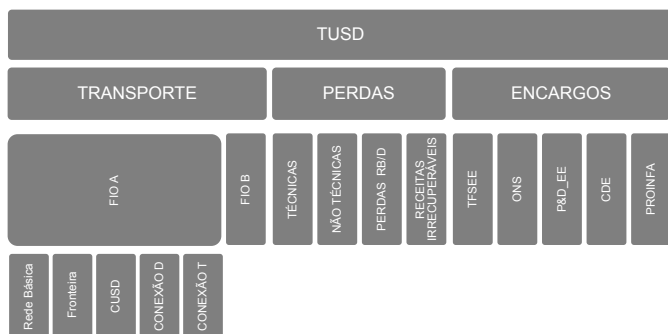 TUSD
TRANSPORTE
PERDAS
ENCARGOS
FIO A
FIO B
TÉCNICAS
NÃO TÉCNICAS
PERDAS RB/D
RECEITAS
IRRECUPERÁVEIS
TFSEE
ONS
P&D_EE
CDE
PROINFA
Rede Básica
Fronteira
CUSD
CONEXÃO D
CONEXÃO T